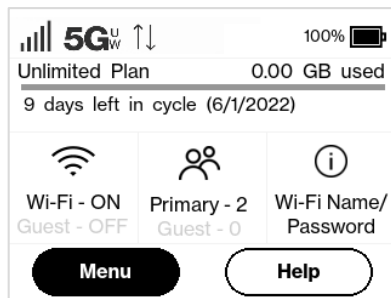 5G UW 100%
Unlimited Plan 0.00 GB used
9 days left in cycle (6/1/2022)
Wi-Fi - ON Primary - 2 Wi-Fi Name/
Guest - OFF Guest - 0 Password
Menu Help